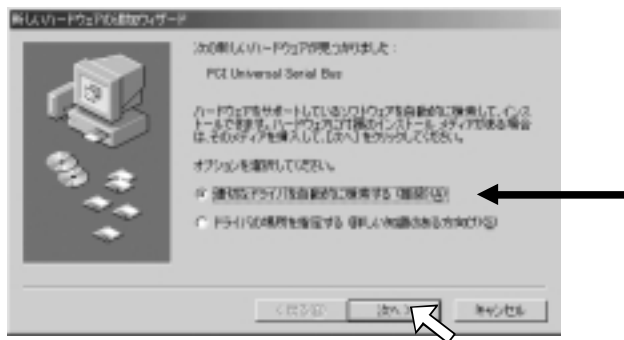 新しいハードウェアの追加ウィザード
次の新しいハードウェアが見つかりました：
PCI Universal Serial Bus
ハードウェアをサポートしているソフトウェアを自動的に検索して、インス
トールできます。ハードウェアに付属のインストール メディアがある場合
は、そのメディアを挿入して、[次へ] をクリックしてください。
オプションを選択してください。
適切なドライバを自動的に検索する (推奨)(A)
ドライバの場所を指定する (詳しい知識のある方向け)(S)
< 戻る(B)
次へ >
キャンセル